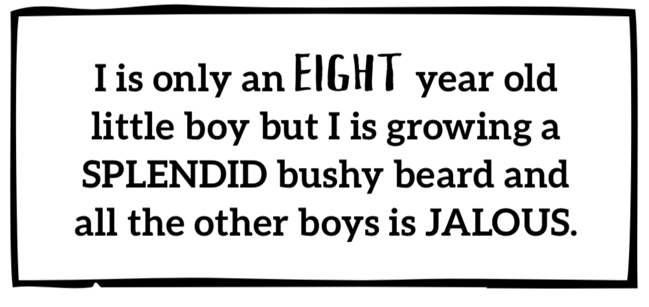 I is only an EIGHT year old
little boy but I is growing a
SPLENDID bushy beard and
all the other boys is JALOUS.